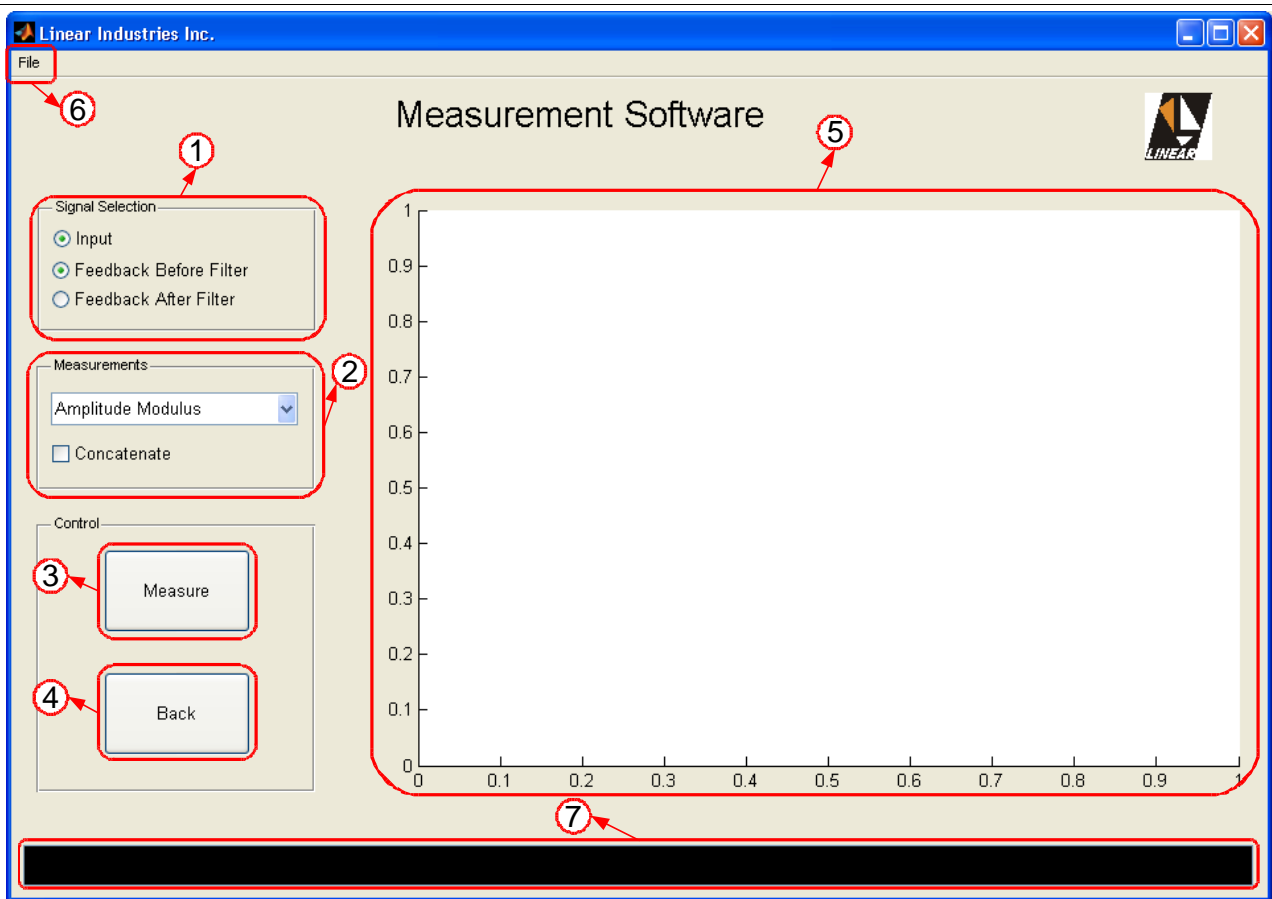 Linear Industries Inc.
File
6
Measurement Software
5
LINEAR
1
Signal Selection
Input
Feedback Before Filter
Feedback After Filter
2
Measurements
Amplitude Modulus
Concatenate
Control
3
Measure
4
Back
1
0.9
0.8
0.7
0.6
0.5
0.4
0.3
0.2
0.1
0
0 0.1 0.2 0.3 0.4 0.5 0.6 0.7 0.8 0.9 1
7